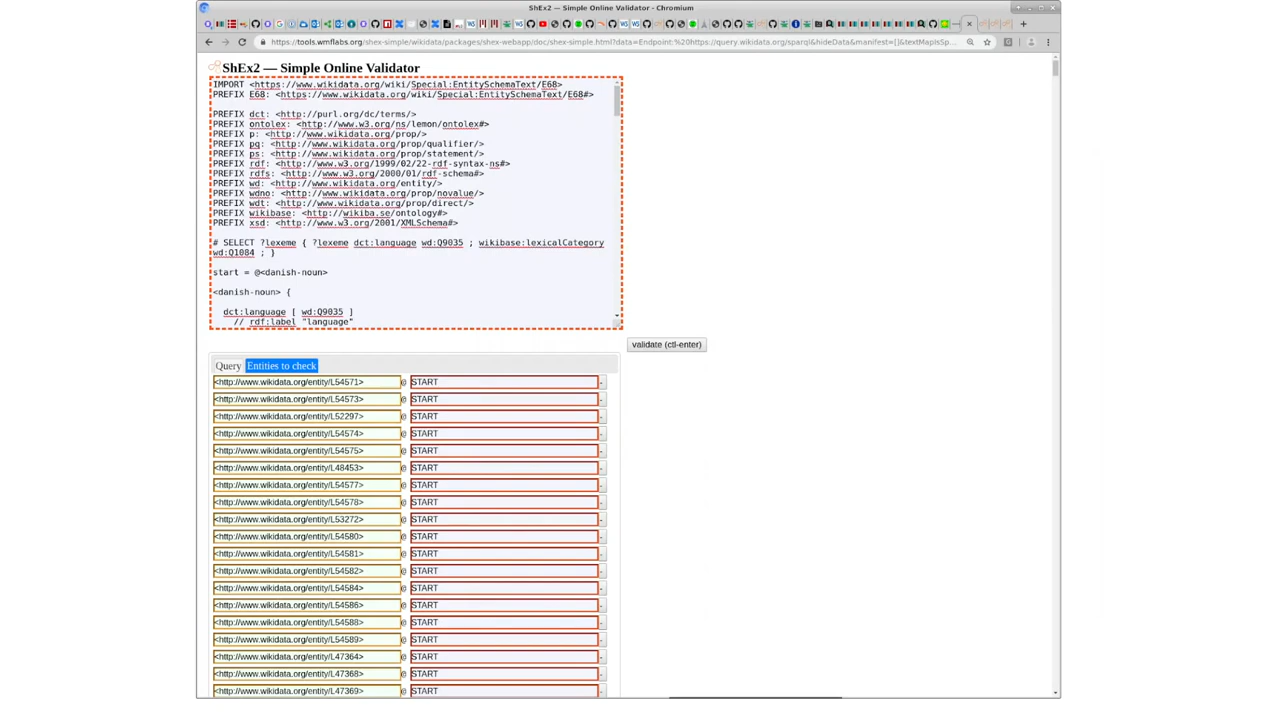 ShEx2 — Simple Online Validator - Chromium
https://tools.wmflabs.org/shex-simple/wikidata/packages/shex-webapp/doc/shex-simple.html?data=Endpoint:%20https://query.wikidata.org/sparql&hideData&manifest=[]&textMapIsSp...
ShEx2 — Simple Online Validator
IMPORT <https://www.wikidata.org/wiki/Special:EntitySchemaText/E68>
PREFIX E68: <https://www.wikidata.org/wiki/Special:EntitySchemaText/E68#>
PREFIX dct: <http://purl.org/dc/terms/>
PREFIX ontolex: <http://www.w3.org/ns/lemon/ontolex#>
PREFIX p: <http://www.wikidata.org/prop/>
PREFIX pq: <http://www.wikidata.org/prop/qualifier/>
PREFIX ps: <http://www.wikidata.org/prop/statement/>
PREFIX rdf: <http://www.w3.org/1999/02/22-rdf-syntax-ns#>
PREFIX rdfs: <http://www.w3.org/2000/01/rdf-schema#>
PREFIX wd: <http://www.wikidata.org/entity/>
PREFIX wdno: <http://www.wikidata.org/prop/novalue/>
PREFIX wdt: <http://www.wikidata.org/prop/direct/>
PREFIX wikibase: <http://wikiba.se/ontology#>
PREFIX xsd: <http://www.w3.org/2001/XMLSchema#>
# SELECT ?lexeme { ?lexeme dct:language wd:Q9035 ; wikibase:lexicalCategory
wd:Q1084 ; }
start = @<danish-noun>
<danish-noun> {
dct:language [ wd:Q9035 ]
// rdf:label "language"
validate (ctl-enter)
Query Entities to check
<http://www.wikidata.org/entity/L54571> @ START -
<http://www.wikidata.org/entity/L54573> @ START -
<http://www.wikidata.org/entity/L52297> @ START -
<http://www.wikidata.org/entity/L54574> @ START -
<http://www.wikidata.org/entity/L54575> @ START -
<http://www.wikidata.org/entity/L48453> @ START -
<http://www.wikidata.org/entity/L54577> @ START -
<http://www.wikidata.org/entity/L54578> @ START -
<http://www.wikidata.org/entity/L53272> @ START -
<http://www.wikidata.org/entity/L54580> @ START -
<http://www.wikidata.org/entity/L54581> @ START -
<http://www.wikidata.org/entity/L54582> @ START -
<http://www.wikidata.org/entity/L54584> @ START -
<http://www.wikidata.org/entity/L54586> @ START -
<http://www.wikidata.org/entity/L54588> @ START -
<http://www.wikidata.org/entity/L54589> @ START -
<http://www.wikidata.org/entity/L47364> @ START -
<http://www.wikidata.org/entity/L47368> @ START -
<http://www.wikidata.org/entity/L47369> @ START -